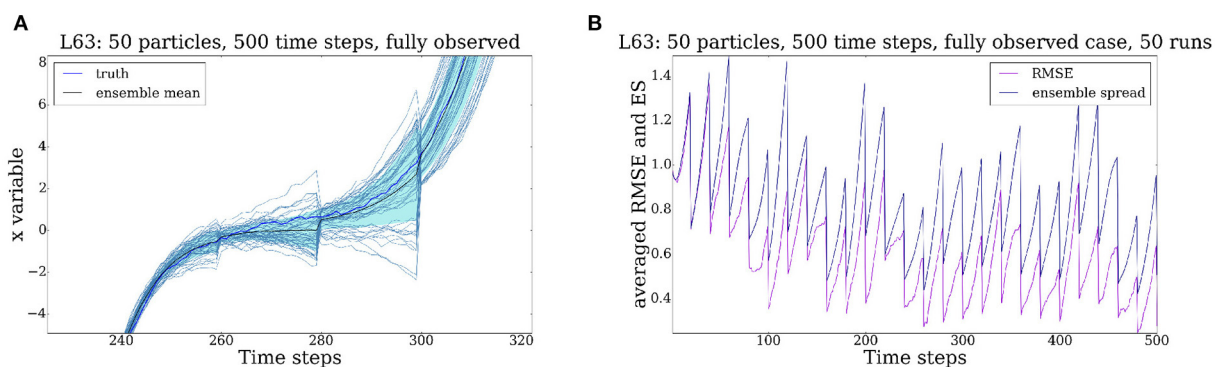 A
L63: 50 particles, 500 time steps, fully observed
truth
ensemble mean
x variable
8
6
4
2
0
−2
−4
240
260
280
300
320
Time steps
B
L63: 50 particles, 500 time steps, fully observed case, 50 runs
RMSE
ensemble spread
averaged RMSE and ES
1.4
1.2
1.0
0.8
0.6
0.4
100
200
300
400
500
Time steps